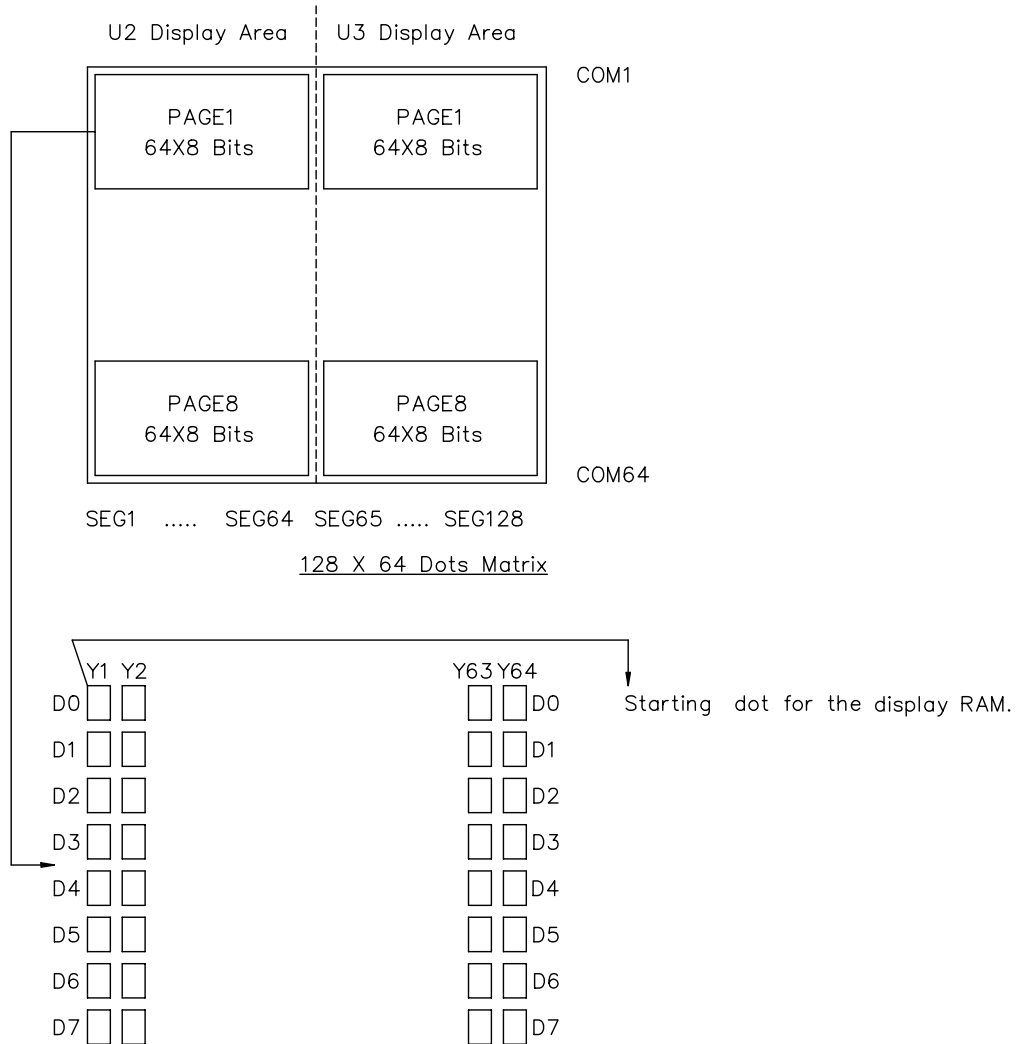 U2 Display Area U3 Display Area
COM1
PAGE1 PAGE1
64X8 Bits 64X8 Bits
PAGE8 PAGE8
64X8 Bits 64X8 Bits
COM64
SEG1 ..... SEG64 SEG65 ..... SEG128
128 X 64 Dots Matrix
Y1 Y2 Y63 Y64
D0 D0 Starting dot for the display RAM.
D1 D1
D2 D2
D3 D3
D4 D4
D5 D5
D6 D6
D7 D7